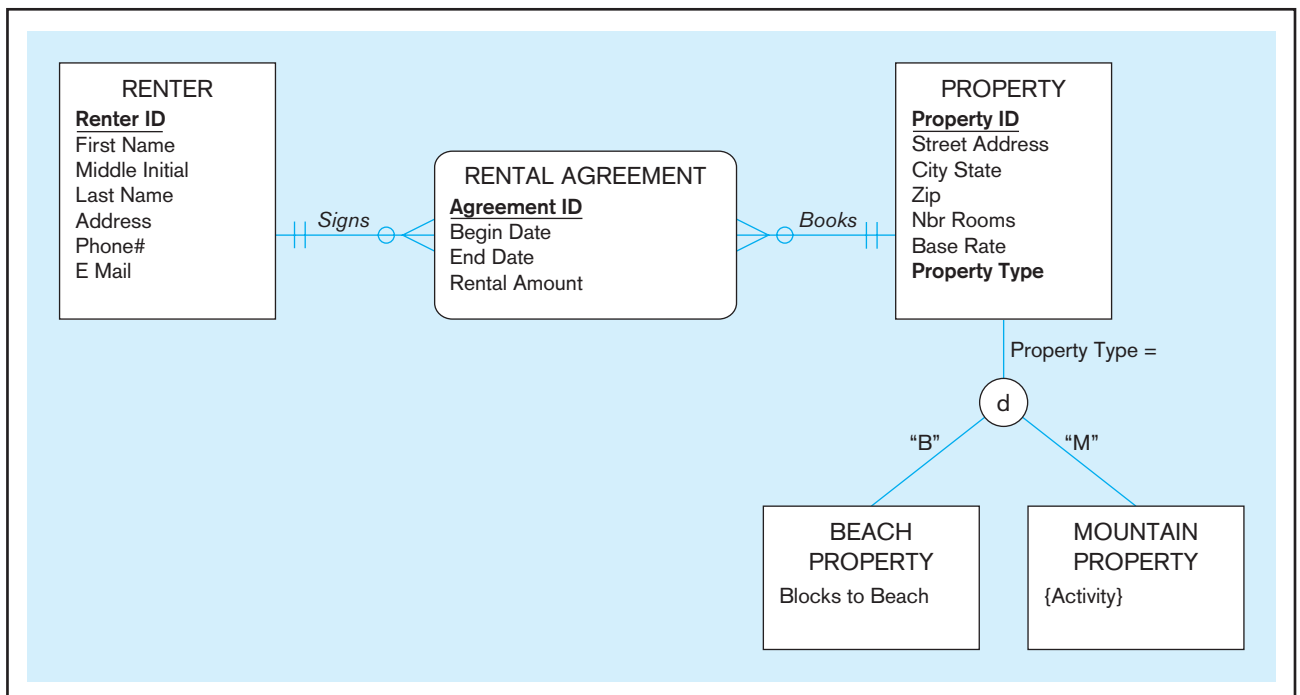 RENTER
Renter ID
First Name
Middle Initial
Last Name
Address
Phone#
E Mail
Signs
RENTAL AGREEMENT
Agreement ID
Begin Date
End Date
Rental Amount
Books
PROPERTY
Property ID
Street Address
City State
Zip
Nbr Rooms
Base Rate
Property Type
Property Type =
d
“B”
“M”
BEACH
PROPERTY
Blocks to Beach
MOUNTAIN
PROPERTY
{Activity}